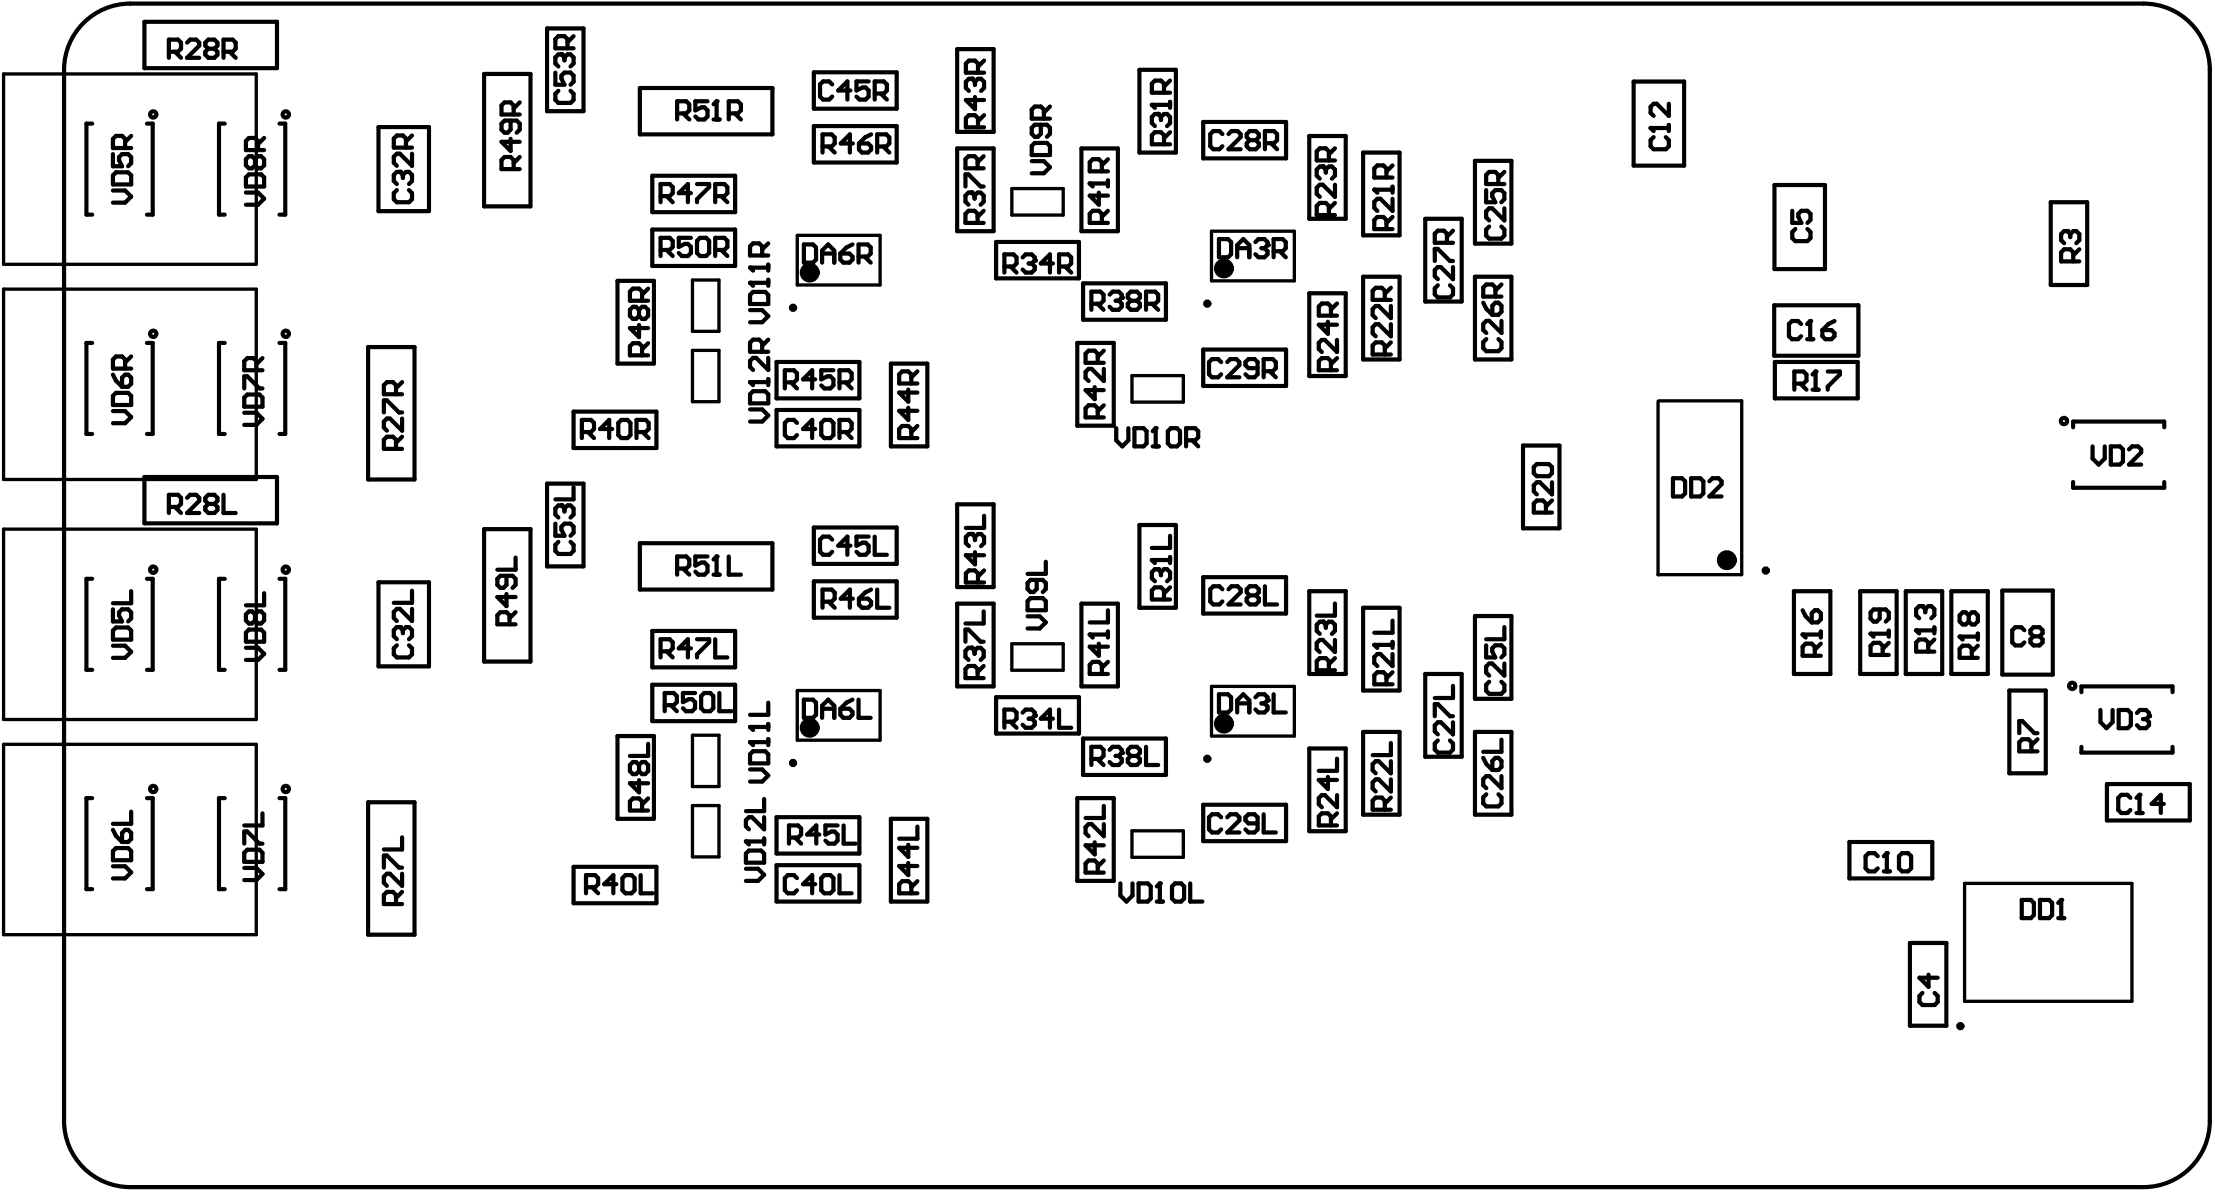 R28R
C53R
R49R
R51R
C45R
R46R
R43R
VD9R
R31R
C28R
C12
VD5R
VD8R
C32R
R47R
R37R
R41R
R23R
R21R
C25R
C5
R3
R50R
VD11R
DA6R
R34R
DA3R
C27R
R48R
R38R
R24R
R22R
C26R
C16
VD6R
VD7R
R27R
VD12R
R45R
R44R
R42R
C29R
R17
R40R
C40R
VD10R
VD2
R28L
C53L
R20
DD2
R49L
R51L
C45L
R46L
R43L
VD9L
R31L
C28L
VD5L
VD8L
C32L
R47L
R37L
R41L
R23L
R21L
C25L
R16
R19
R13
R18
C8
R50L
VD11L
DA6L
R34L
DA3L
C27L
R7
VD3
R48L
R38L
R24L
R22L
C26L
C14
VD6L
VD7L
R27L
VD12L
R45L
R44L
R42L
C29L
C10
R40L
C40L
VD10L
DD1
C4